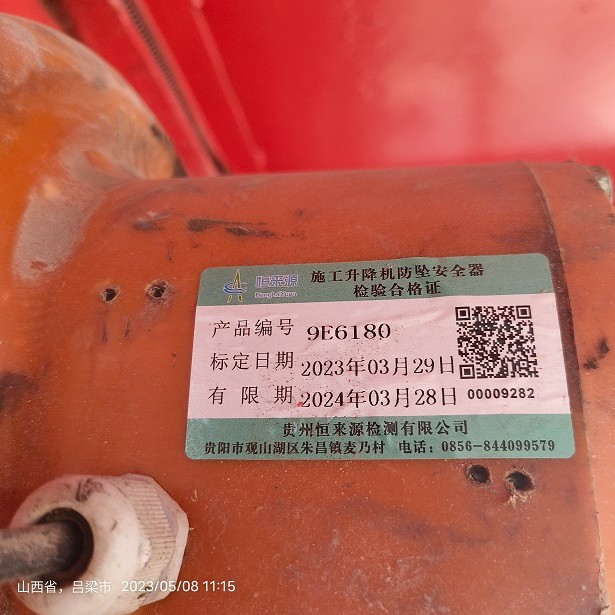 恒来源
HengLaiYuan
施工升降机防坠安全器
检验合格证
产品编号 9E6180
标定日期 2023年03月29日
有限期 2024年03月28日
00009282
贵州恒来源检测有限公司
贵阳市观山湖区朱昌镇麦乃村 电话：0856-844099579
山西省，吕梁市 2023/05/08 11:15